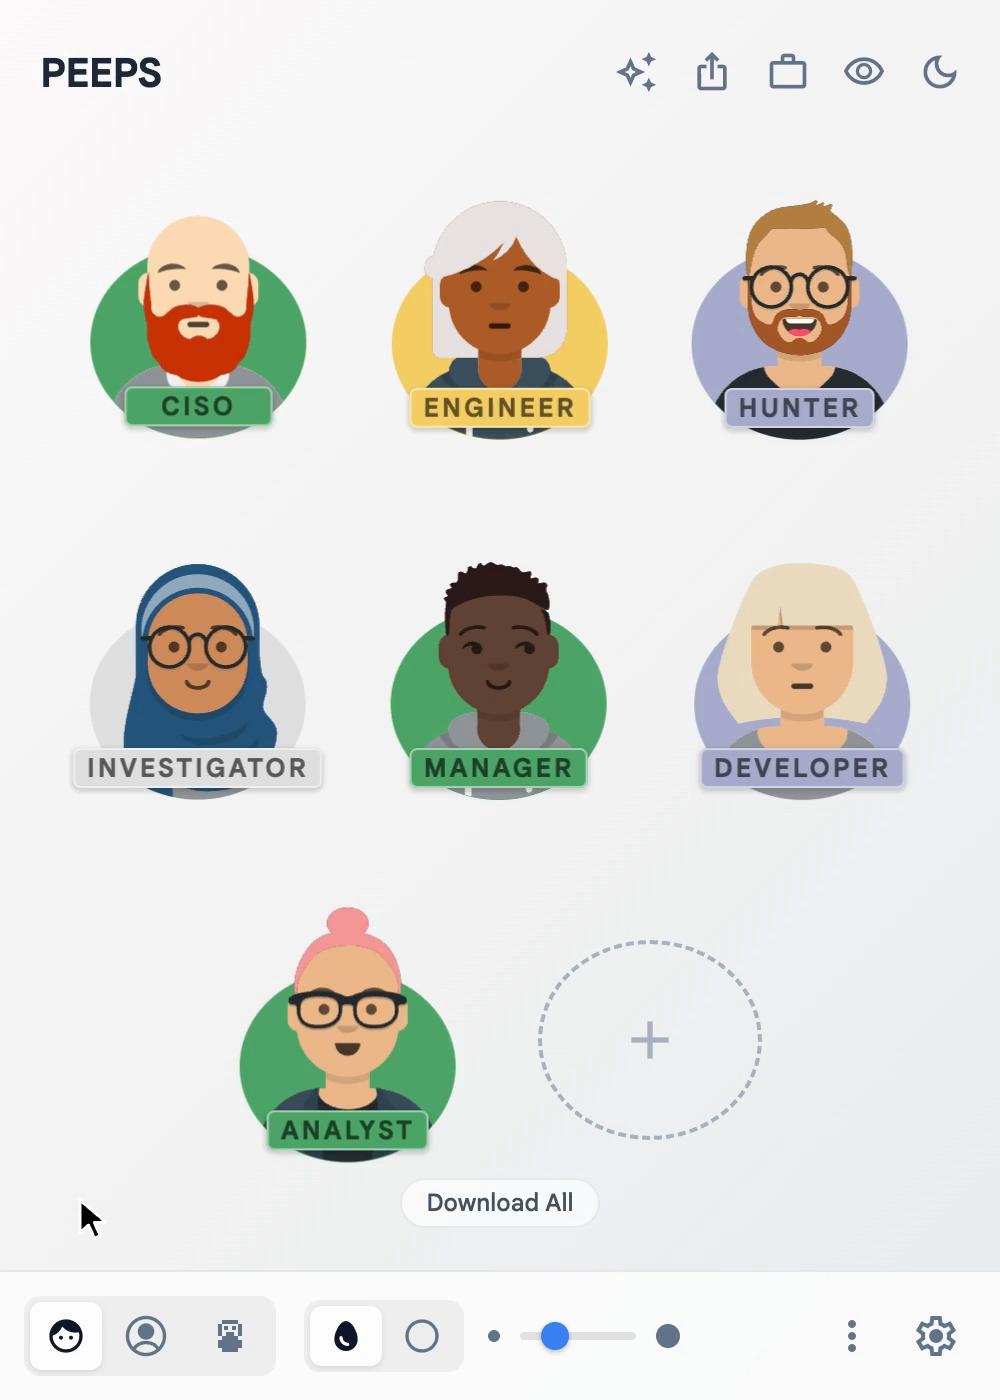 PEEPS
CISO
ENGINEER
HUNTER
INVESTIGATOR
MANAGER
DEVELOPER
ANALYST
Download All